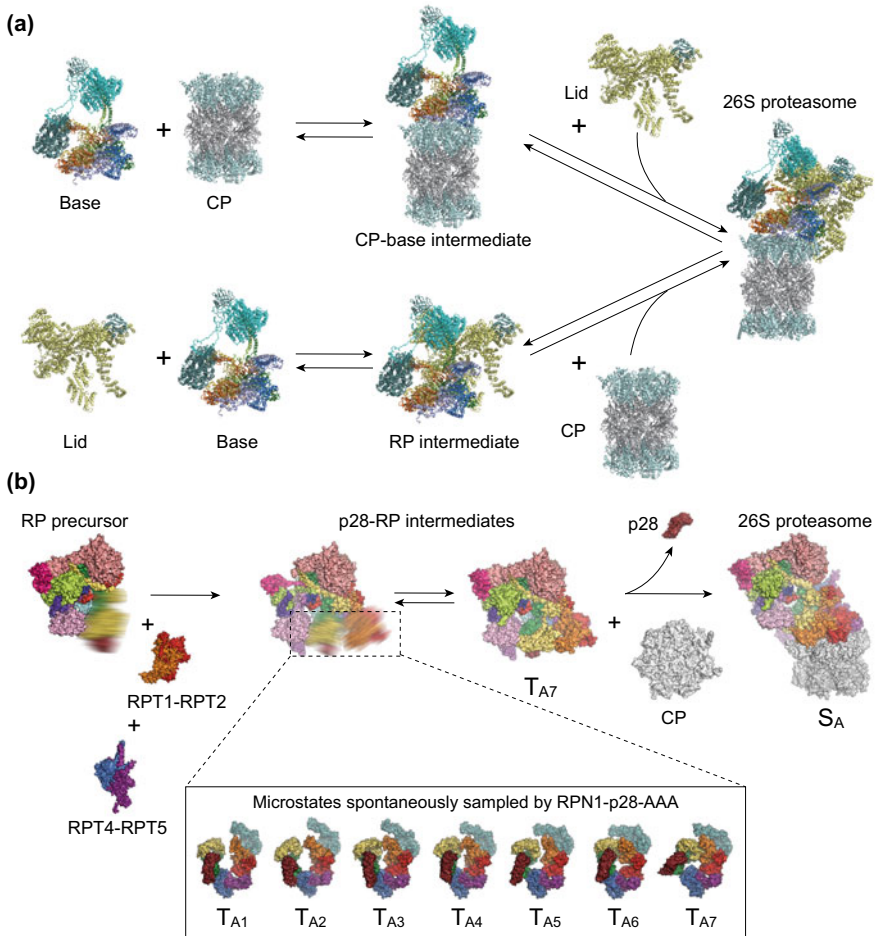 (a)
Lid
26S proteasome
Base
CP
CP-base intermediate
Lid
Base
RP intermediate
CP
(b)
RP precursor
p28-RP intermediates
p28
26S proteasome
RPT1-RPT2
TA7
CP
SA
RPT4-RPT5
Microstates spontaneously sampled by RPN1-p28-AAA
TA1 TA2 TA3 TA4 TA5 TA6 TA7